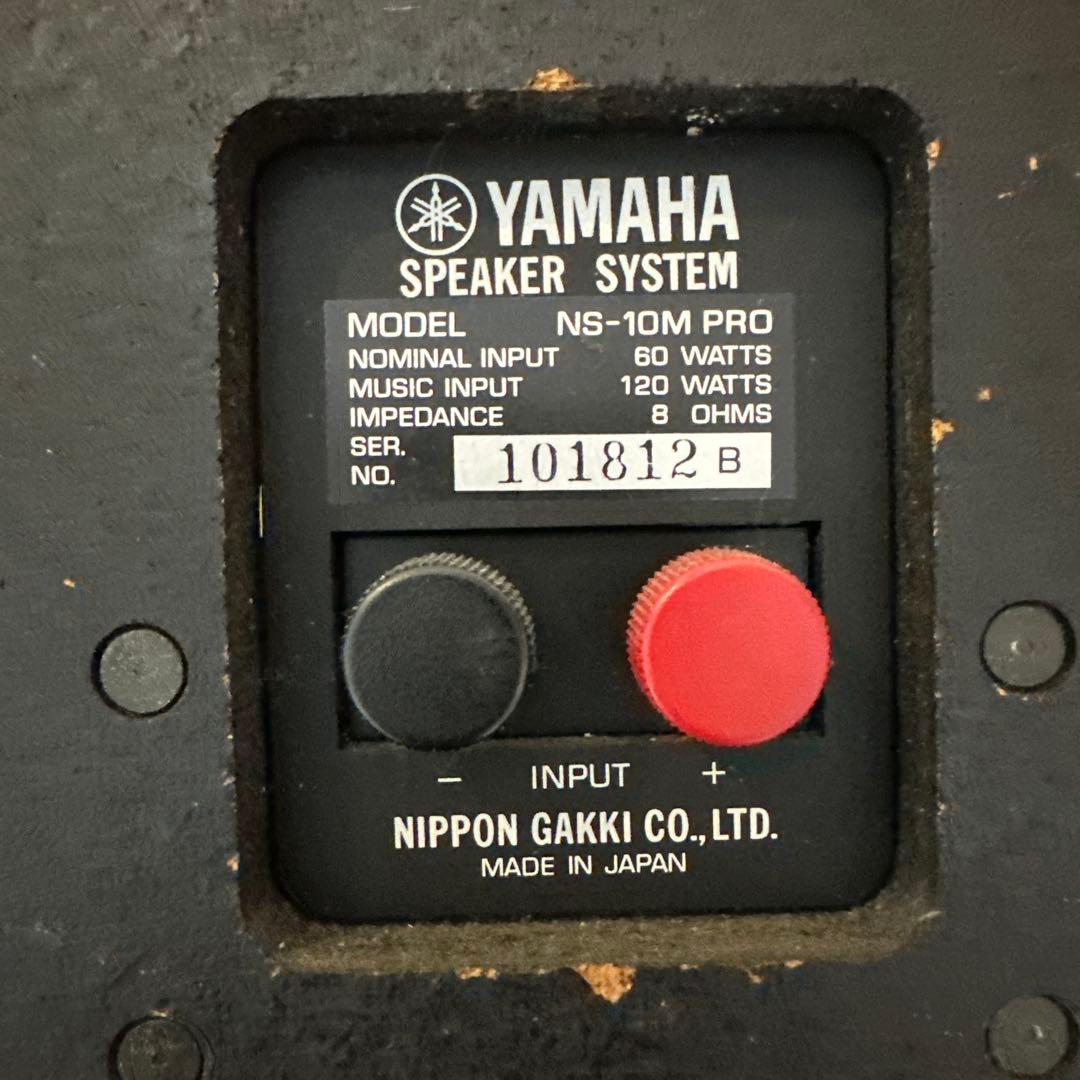 YAMAHA
SPEAKER SYSTEM
MODEL NS-10M PRO
NOMINAL INPUT 60 WATTS
MUSIC INPUT 120 WATTS
IMPEDANCE 8 OHMS
SER.
NO. 101812 B
- INPUT +
NIPPON GAKKI CO., LTD.
MADE IN JAPAN